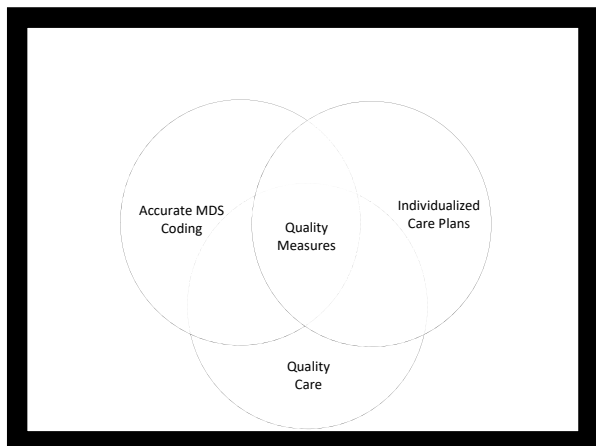 Accurate MDS
Coding
Quality
Measures
Individualized
Care Plans
Quality
Care